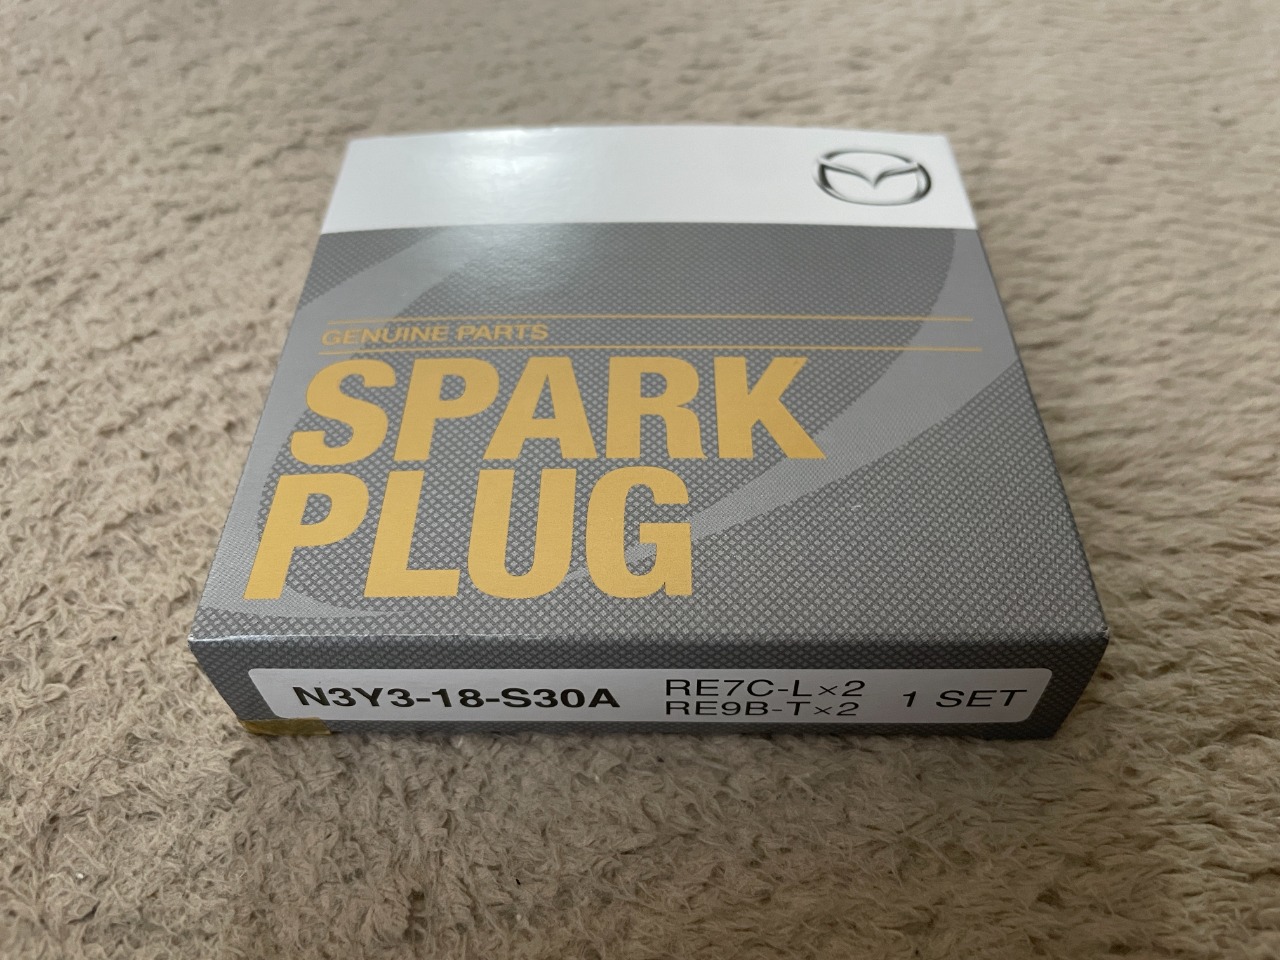 GENUINE PARTS
SPARK
PLUG
N3Y3-18-S30A
RE7C-L×2
RE9B-T×2
1 SET